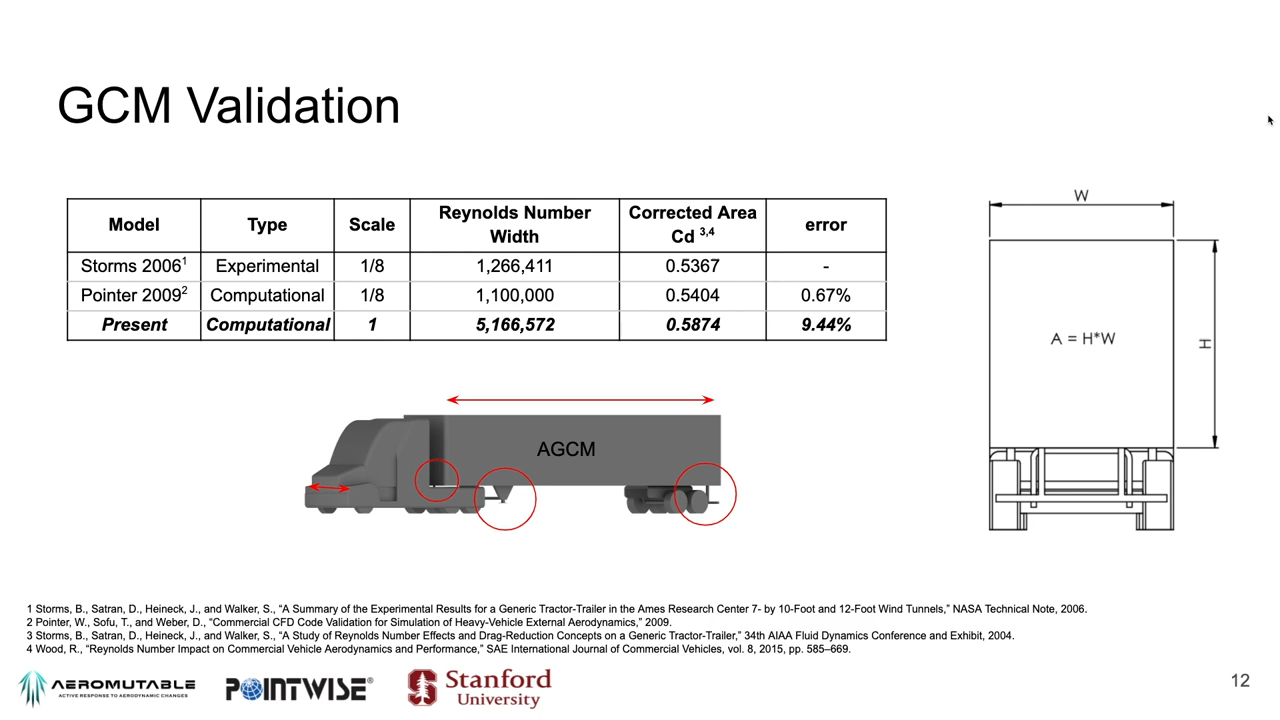 GCM Validation
Model Type Scale Reynolds Number Width Corrected Area Cd 3,4 error
Storms 20061 Experimental 1/8 1,266,411 0.5367 -
Pointer 20092 Computational 1/8 1,100,000 0.5404 0.67%
Present Computational 1 5,166,572 0.5874 9.44%
AGCM
W
A = H*W
H
1 Storms, B., Satran, D., Heineck, J., and Walker, S., “A Summary of the Experimental Results for a Generic Tractor-Trailer in the Ames Research Center 7- by 10-Foot and 12-Foot Wind Tunnels,” NASA Technical Note, 2006.
2 Pointer, W., Sofu, T., and Weber, D., “Commercial CFD Code Validation for Simulation of Heavy-Vehicle External Aerodynamics,” 2009.
3 Storms, B., Satran, D., Heineck, J., and Walker, S., “A Study of Reynolds Number Effects and Drag-Reduction Concepts on a Generic Tractor-Trailer,” 34th AIAA Fluid Dynamics Conference and Exhibit, 2004.
4 Wood, R., “Reynolds Number Impact on Commercial Vehicle Aerodynamics and Performance,” SAE International Journal of Commercial Vehicles, vol. 8, 2015, pp. 585–669.
AEROMUTABLE
ACTIVE RESPONSE TO AERODYNAMIC CHANGES
POINTWISE®
Stanford
University
12